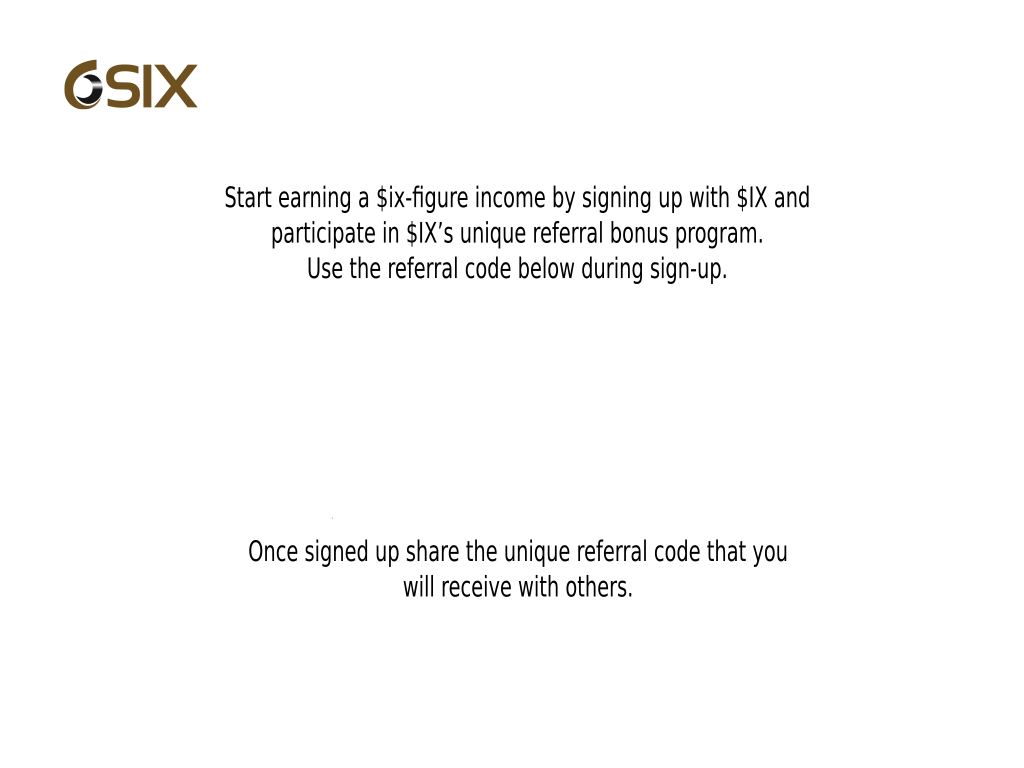 6SIX
Start earning a $ix-figure income by signing up with $IX and
participate in $IX’s unique referral bonus program.
Use the referral code below during sign-up.
Once signed up share the unique referral code that you
will receive with others.